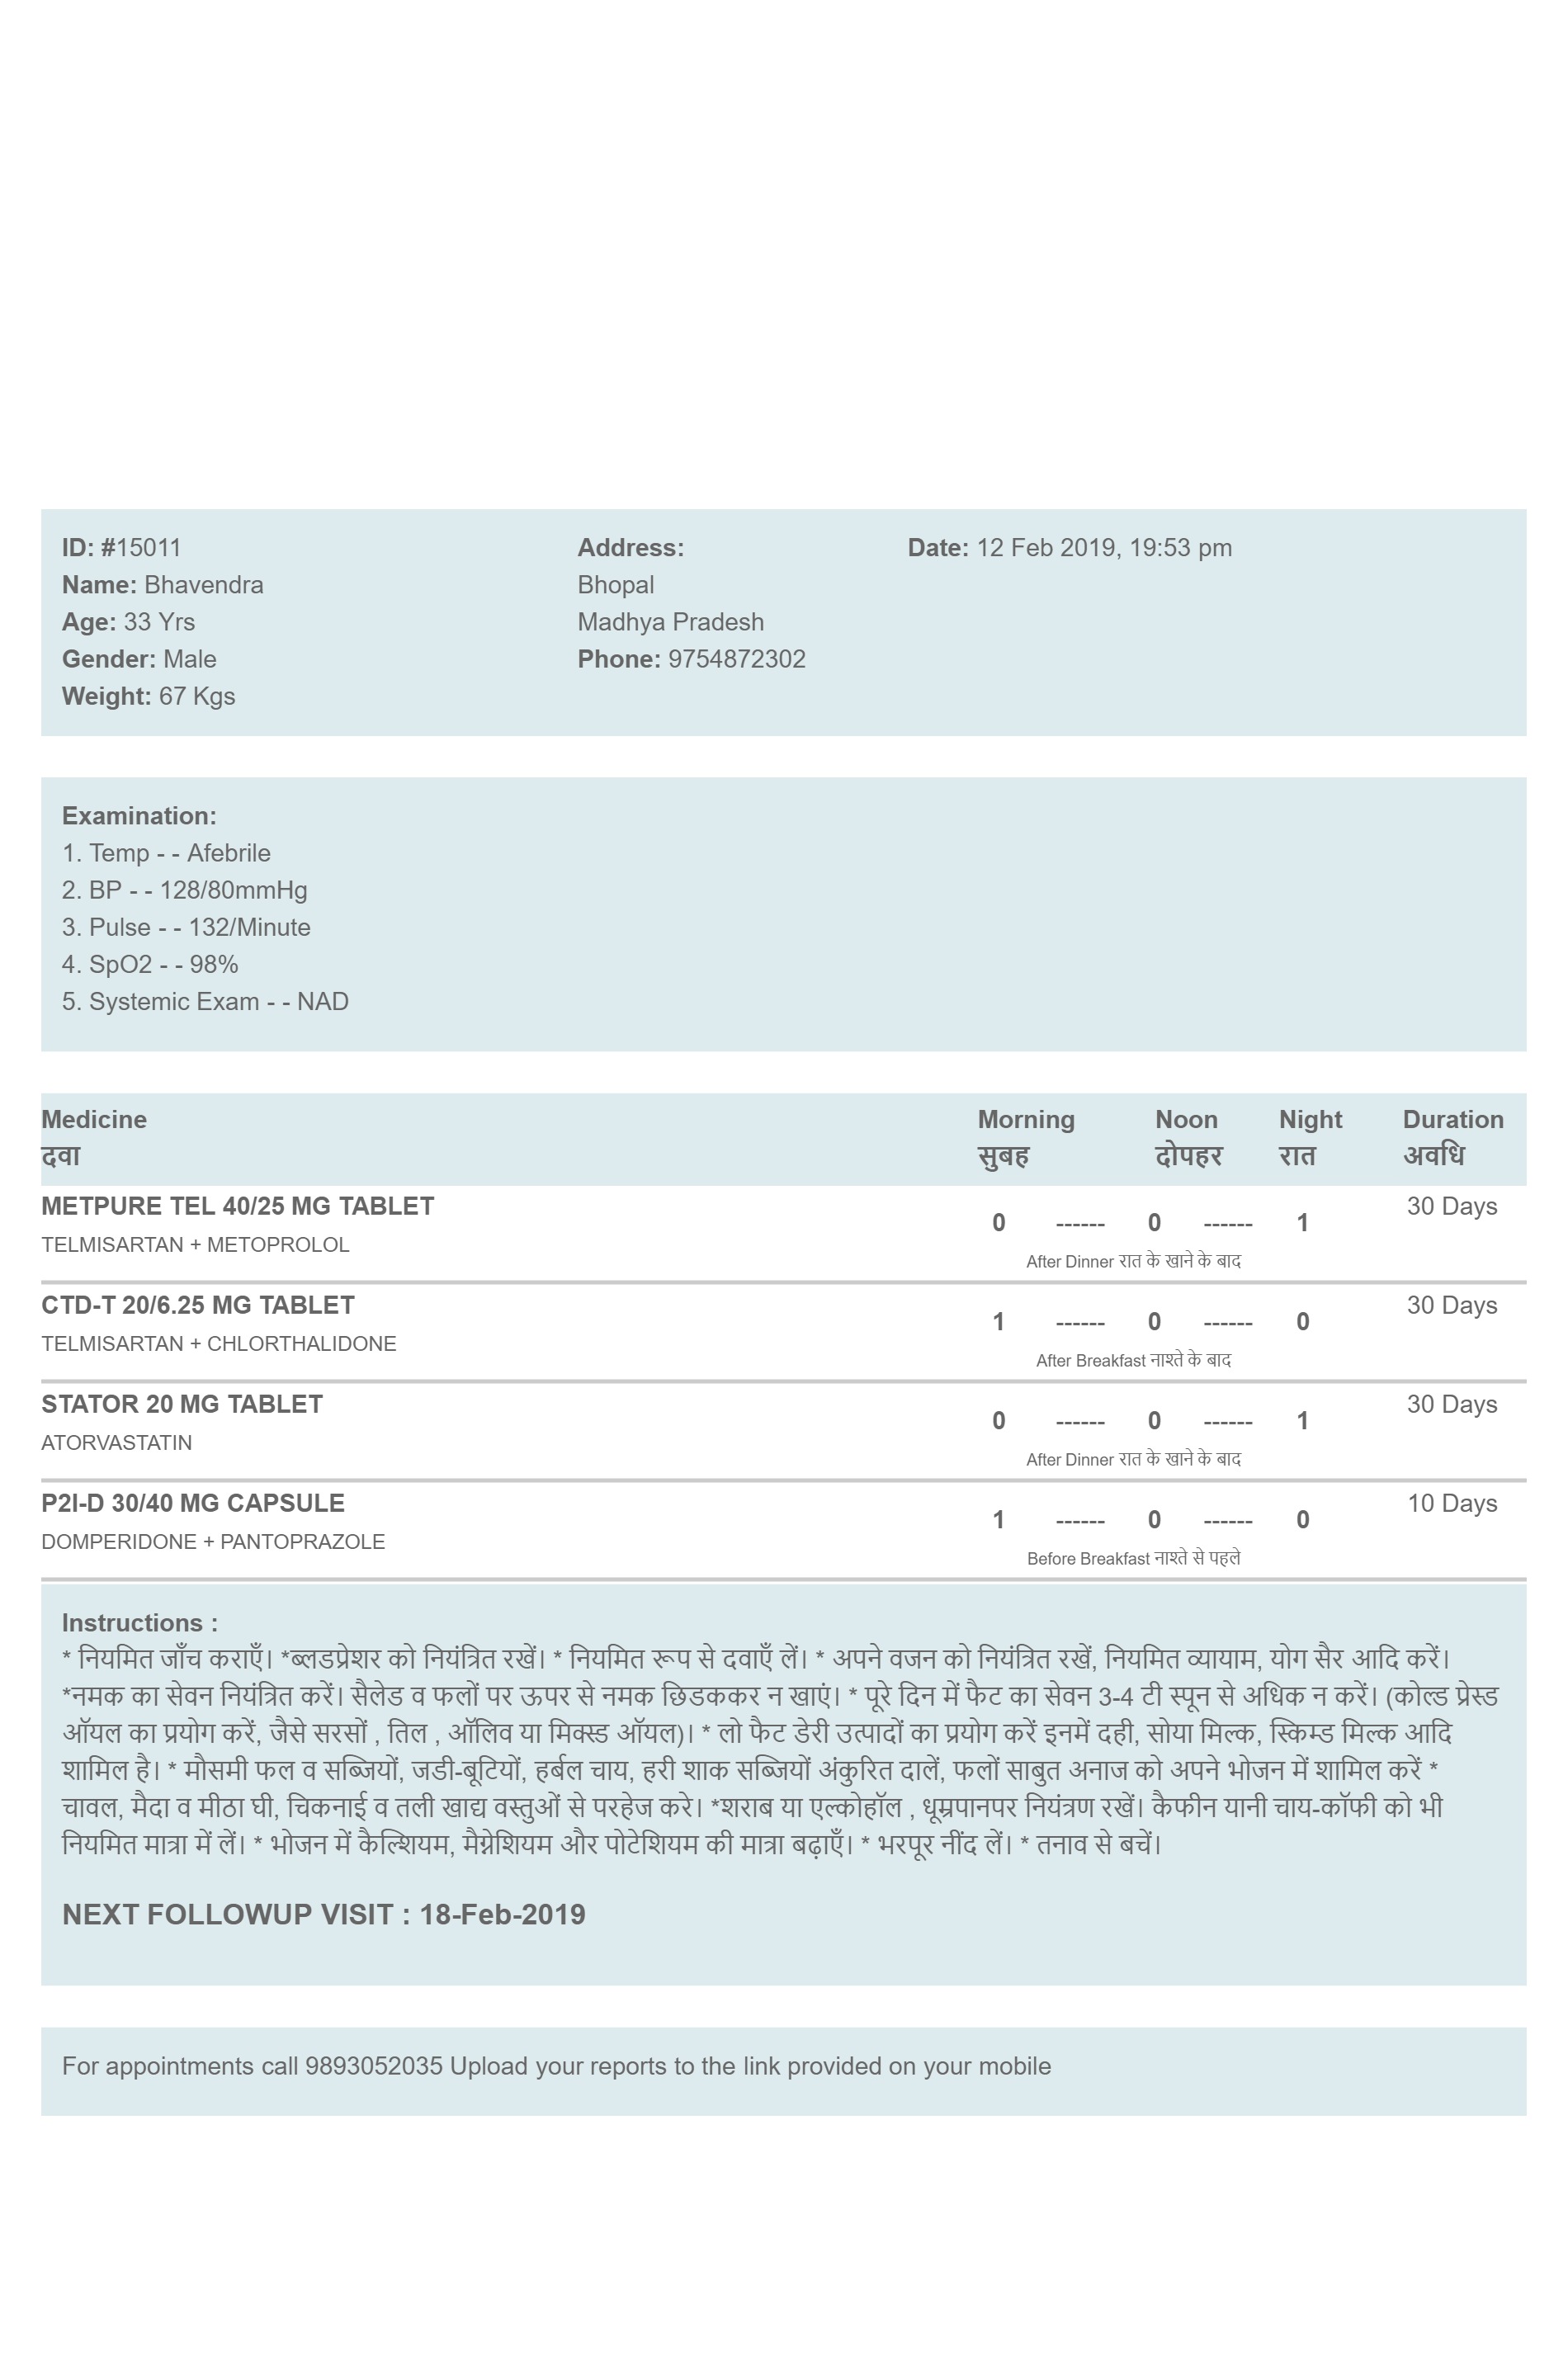 ID: #15011 Address: Date: 12 Feb 2019, 19:53 pm
Name: Bhavendra Bhopal
Age: 33 Yrs Madhya Pradesh
Gender: Male Phone: 9754872302
Weight: 67 Kgs
Examination:
1. Temp - - Afebrile
2. BP - - 128/80mmHg
3. Pulse - - 132/Minute
4. SpO2 - - 98%
5. Systemic Exam - - NAD
Medicine Morning Noon Night Duration
दवा सुबह दोपहर रात अवधि
METPURE TEL 40/25 MG TABLET 30 Days
0 ------ 0 ------ 1
TELMISARTAN + METOPROLOL
After Dinner रात के खाने के बाद
CTD-T 20/6.25 MG TABLET 30 Days
1 ------ 0 ------ 0
TELMISARTAN + CHLORTHALIDONE
After Breakfast नाश्ते के बाद
STATOR 20 MG TABLET 30 Days
0 ------ 0 ------ 1
ATORVASTATIN
After Dinner रात के खाने के बाद
P2I-D 30/40 MG CAPSULE 10 Days
1 ------ 0 ------ 0
DOMPERIDONE + PANTOPRAZOLE
Before Breakfast नाश्ते से पहले
Instructions :
* नियमित जाँच कराएँ। *ब्लडप्रेशर को नियंत्रित रखें। * नियमित रूप से दवाएँ लें। * अपने वजन को नियंत्रित रखें, नियमित व्यायाम, योग सैर आदि करें।
*नमक का सेवन नियंत्रित करें। सैलेड व फलों पर ऊपर से नमक छिडककर न खाएं। * पूरे दिन में फैट का सेवन 3-4 टी स्पून से अधिक न करें। (कोल्ड प्रेस्ड
ऑयल का प्रयोग करें, जैसे सरसों , तिल , ऑलिव या मिक्स्ड ऑयल)। * लो फैट डेरी उत्पादों का प्रयोग करें इनमें दही, सोया मिल्क, स्किम्ड मिल्क आदि
शामिल है। * मौसमी फल व सब्जियों, जडी-बूटियों, हर्बल चाय, हरी शाक सब्जियों अंकुरित दालें, फलों साबुत अनाज को अपने भोजन में शामिल करें *
चावल, मैदा व मीठा घी, चिकनाई व तली खाद्य वस्तुओं से परहेज करे। *शराब या एल्कोहॉल , धूम्रपानपर नियंत्रण रखें। कैफीन यानी चाय-कॉफी को भी
नियमित मात्रा में लें। * भोजन में कैल्शियम, मैग्नेशियम और पोटेशियम की मात्रा बढ़ाएँ। * भरपूर नींद लें। * तनाव से बचें।
NEXT FOLLOWUP VISIT : 18-Feb-2019
For appointments call 9893052035 Upload your reports to the link provided on your mobile